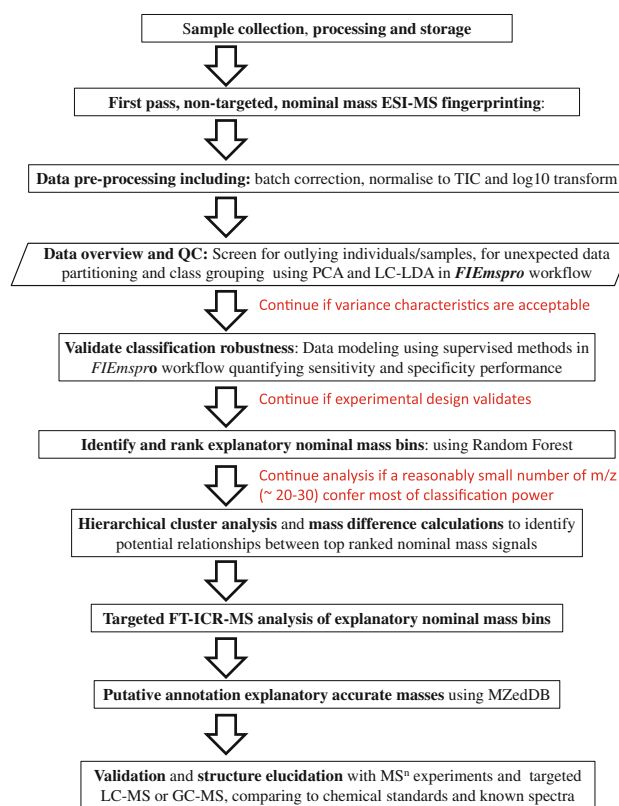 Sample collection, processing and storage
First pass, non-targeted, nominal mass ESI-MS fingerprinting:
Data pre-processing including: batch correction, normalise to TIC and log10 transform
Data overview and QC: Screen for outlying individuals/samples, for unexpected data
partitioning and class grouping using PCA and LC-LDA in FIEmspro workflow
Continue if variance characteristics are acceptable
Validate classification robustness: Data modeling using supervised methods in
FIEmspro workflow quantifying sensitivity and specificity performance
Continue if experimental design validates
Identify and rank explanatory nominal mass bins: using Random Forest
Continue analysis if a reasonably small number of m/z
(~ 20-30) confer most of classification power
Hierarchical cluster analysis and mass difference calculations to identify
potential relationships between top ranked nominal mass signals
Targeted FT-ICR-MS analysis of explanatory nominal mass bins
Putative annotation explanatory accurate masses using MZedDB
Validation and structure elucidation with MSⁿ experiments and targeted
LC-MS or GC-MS, comparing to chemical standards and known spectra